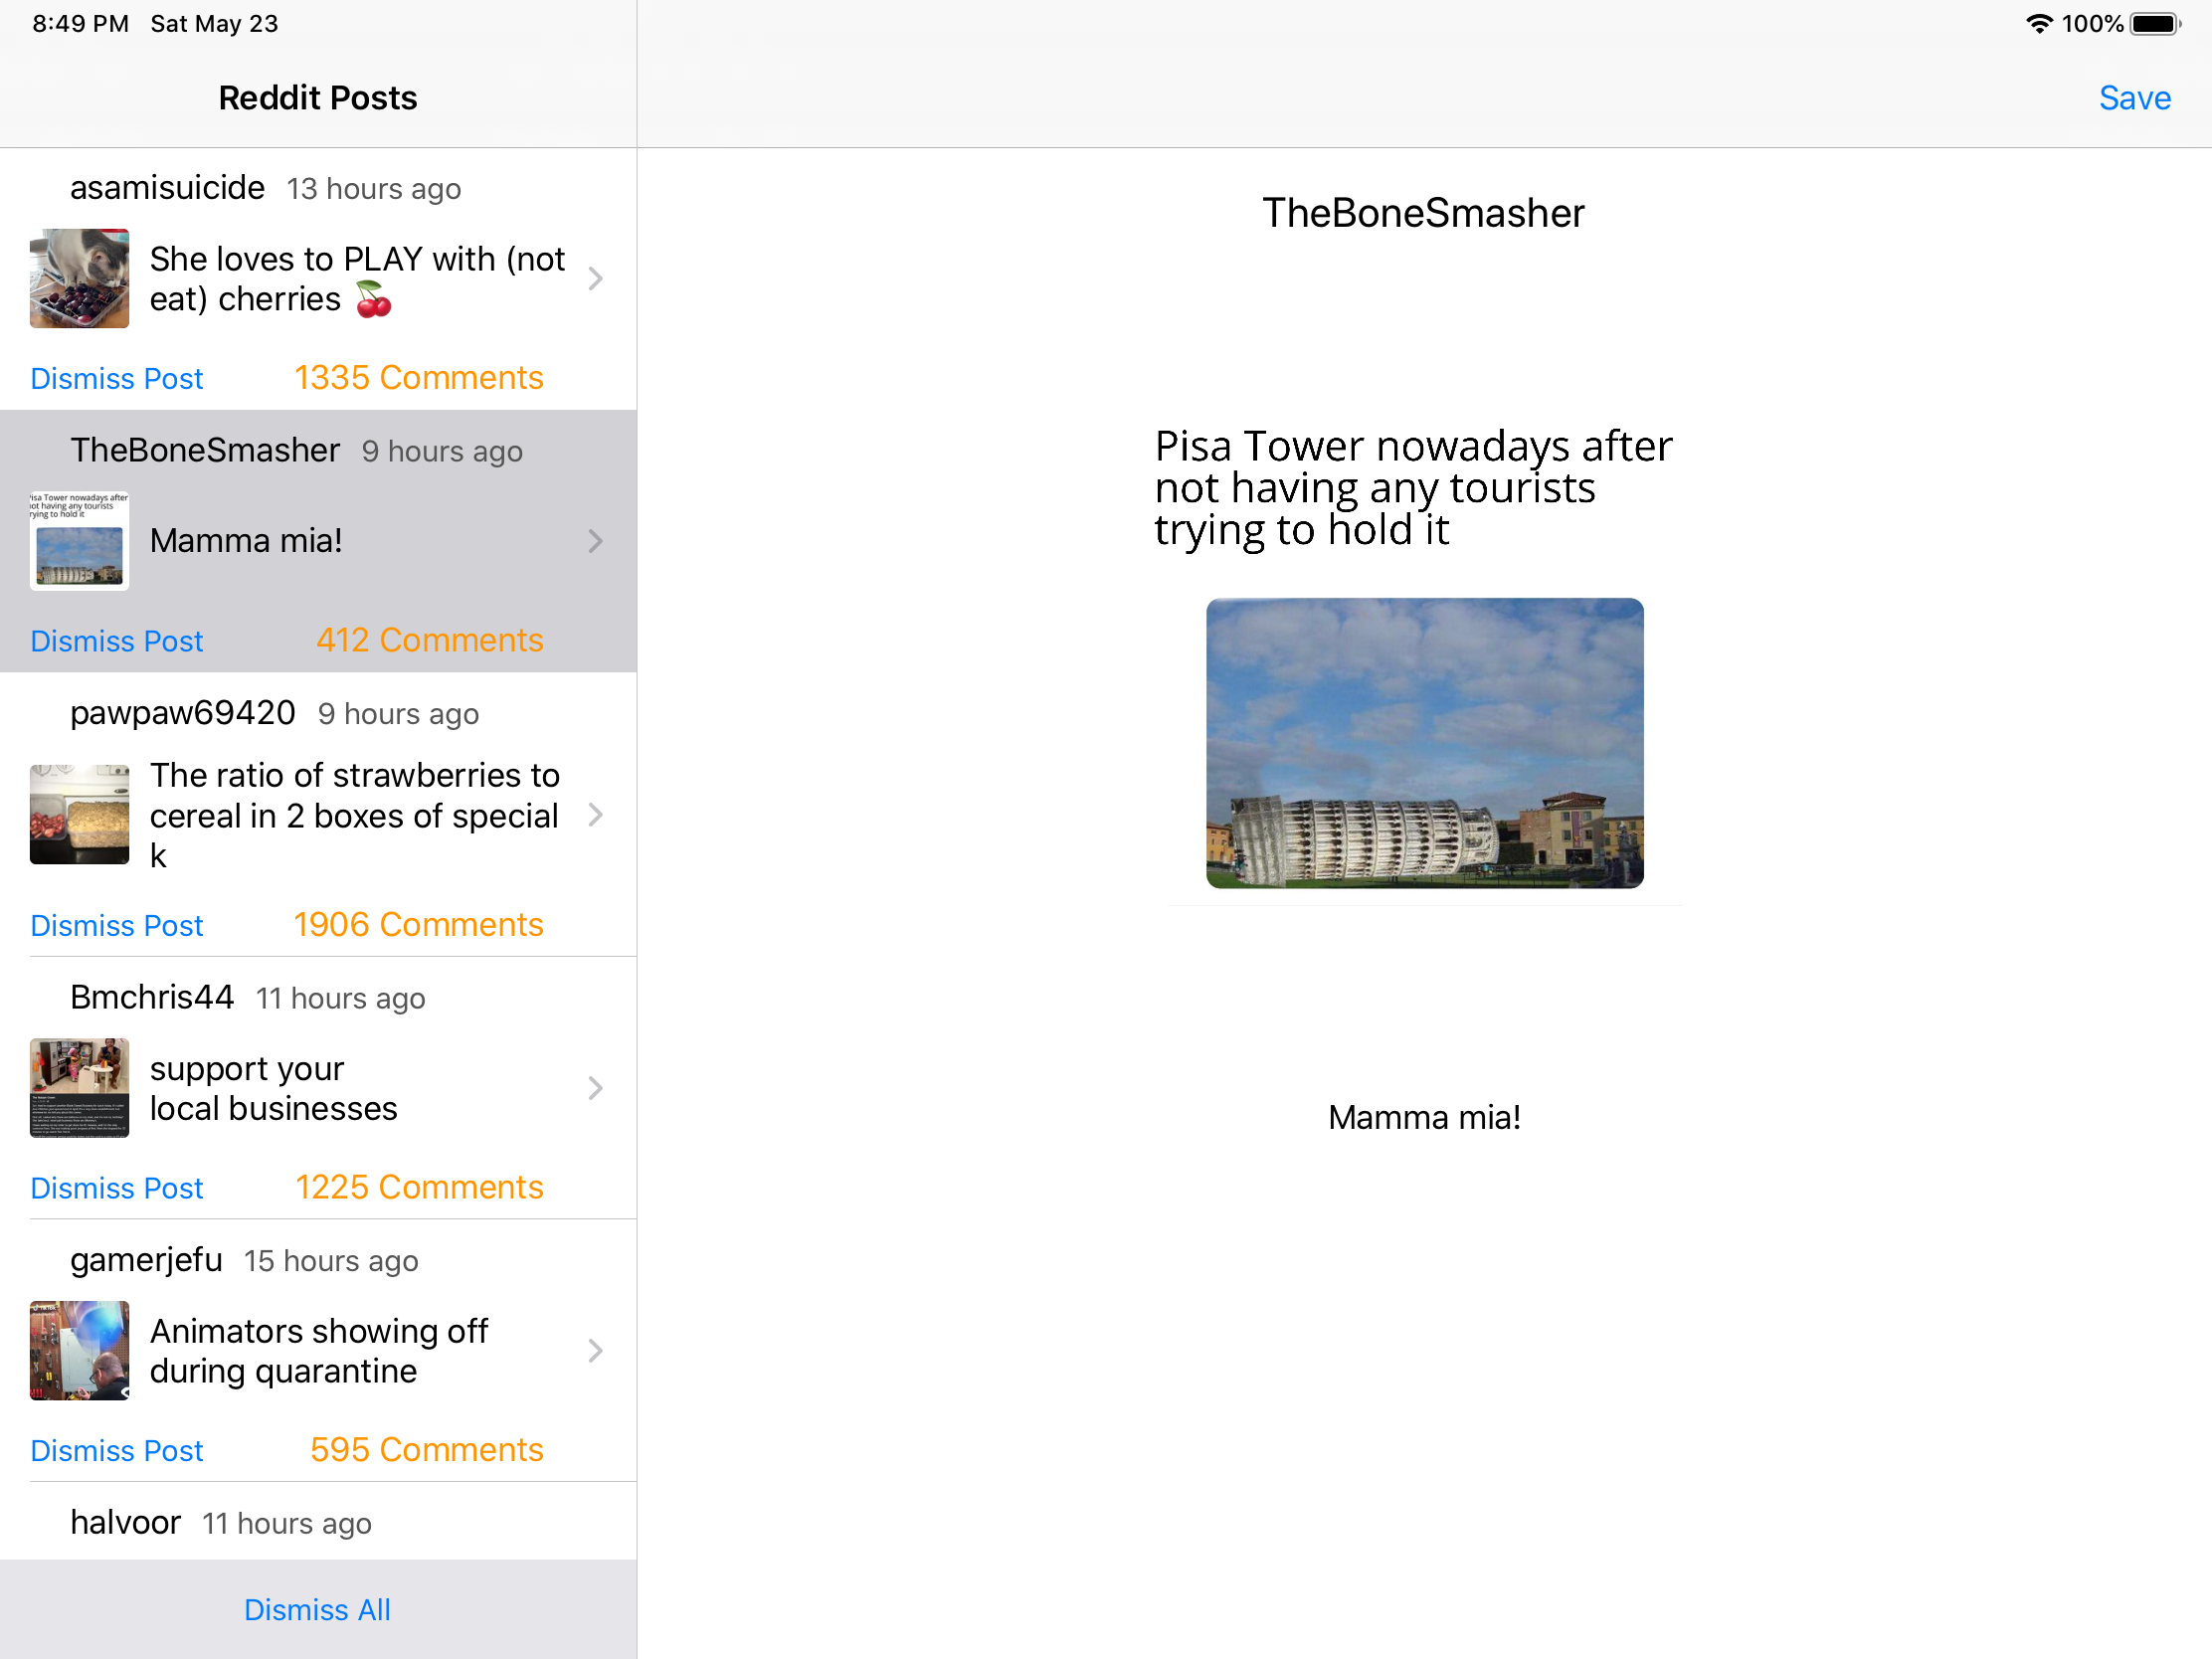 8:49 PM Sat May 23
100%
Reddit Posts
Save
asamisuicide 13 hours ago
She loves to PLAY with (not
eat) cherries 🍒
Dismiss Post 1335 Comments
TheBoneSmasher 9 hours ago
isa Tower nowadays after
ot having any tourists
rying to hold it
Mamma mia!
Dismiss Post 412 Comments
pawpaw69420 9 hours ago
The ratio of strawberries to
cereal in 2 boxes of special
k
Dismiss Post 1906 Comments
Bmchris44 11 hours ago
support your
local businesses
Dismiss Post 1225 Comments
gamerjefu 15 hours ago
Animators showing off
during quarantine
Dismiss Post 595 Comments
halvoor 11 hours ago
Dismiss All
TheBoneSmasher
Pisa Tower nowadays after
not having any tourists
trying to hold it
Mamma mia!